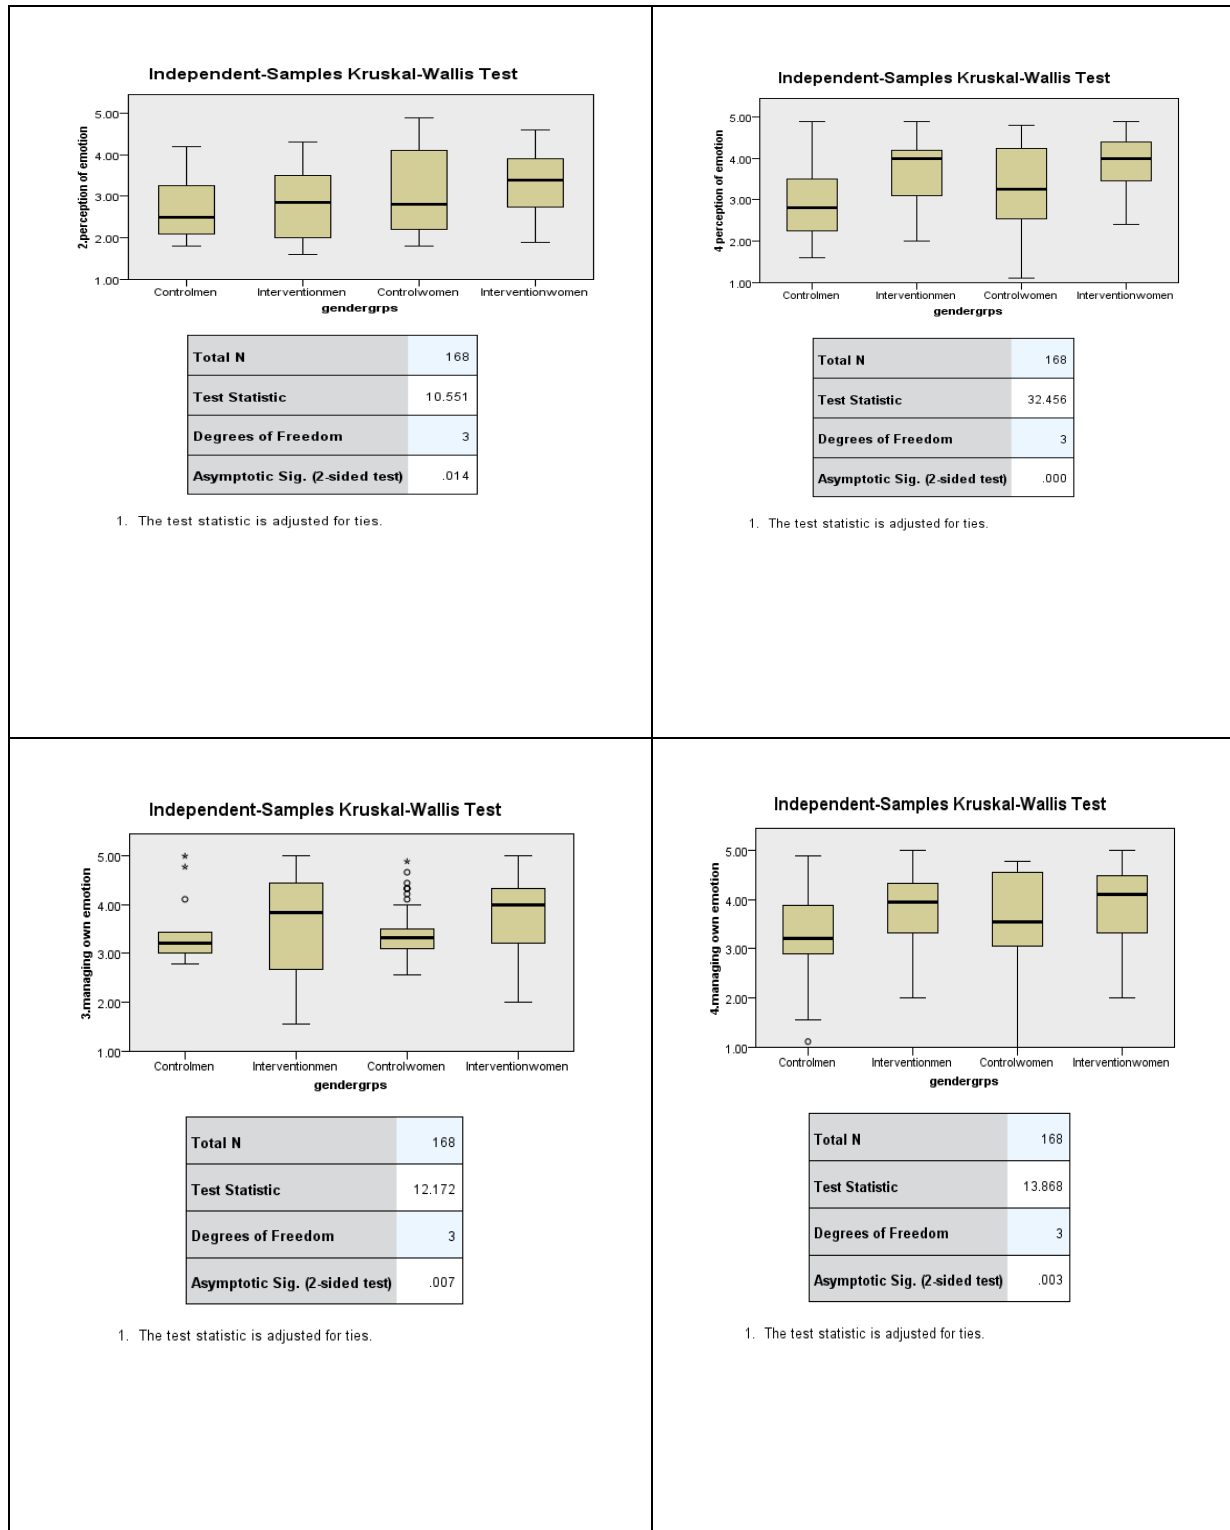 Independent-Samples Kruskal-Wallis Test
2.perception of emotion
5.00
4.00
3.00
2.00
1.00
Controlmen Interventionmen Controlwomen Interventionwomen
gendergrps
Total N 168
Test Statistic 10.551
Degrees of Freedom 3
Asymptotic Sig. (2-sided test) .014
1. The test statistic is adjusted for ties.
Independent-Samples Kruskal-Wallis Test
4 perception of emotion
5.00
4.00
3.00
2.00
1.00
Controlmen Interventionmen Controlwomen Interventionwomen
gendergrps
Total N 168
Test Statistic 32.456
Degrees of Freedom 3
Asymptotic Sig. (2-sided test) .000
1. The test statistic is adjusted for ties.
Independent-Samples Kruskal-Wallis Test
3.managing own emotion
5.00
4.00
3.00
2.00
1.00
Controlmen Interventionmen Controlwomen Interventionwomen
gendergrps
Total N 168
Test Statistic 12.172
Degrees of Freedom 3
Asymptotic Sig. (2-sided test) .007
1. The test statistic is adjusted for ties.
Independent-Samples Kruskal-Wallis Test
4.managing own emotion
5.00
4.00
3.00
2.00
1.00
Controlmen Interventionmen Controlwomen Interventionwomen
gendergrps
Total N 168
Test Statistic 13.868
Degrees of Freedom 3
Asymptotic Sig. (2-sided test) .003
1. The test statistic is adjusted for ties.